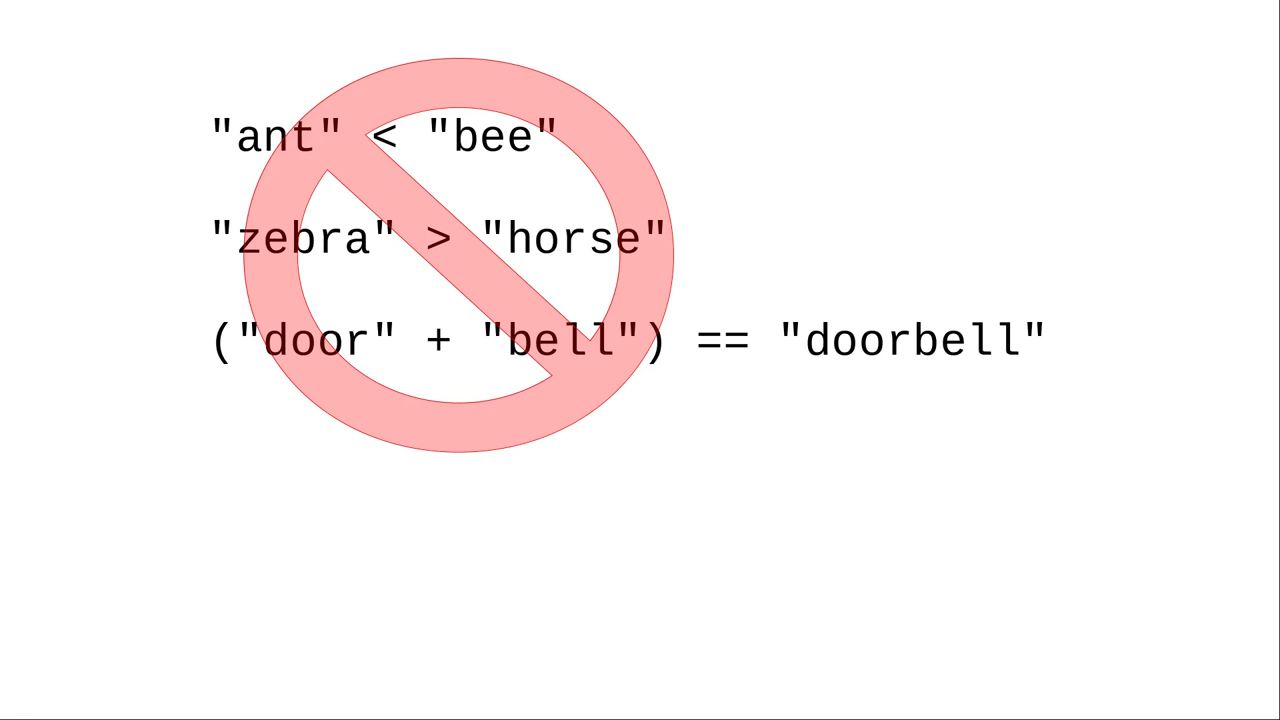 "ant" < "bee"
"zebra" > "horse"
("door" + "bell") == "doorbell"